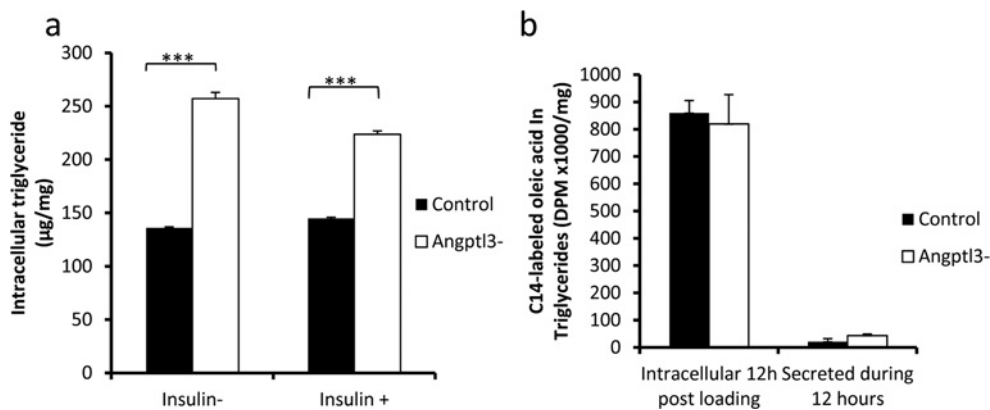 a
Intracellular triglyceride
(µg/mg)
300
250
200
150
100
50
0
***
***
Insulin-
Insulin +
Control
Angptl3-
b
C14-labeled oleic acid In
Triglycerides (DPM x1000/mg)
1000
900
800
700
600
500
400
300
200
100
0
Intracellular 12h
post loading
Secreted during
12 hours
Control
Angptl3-